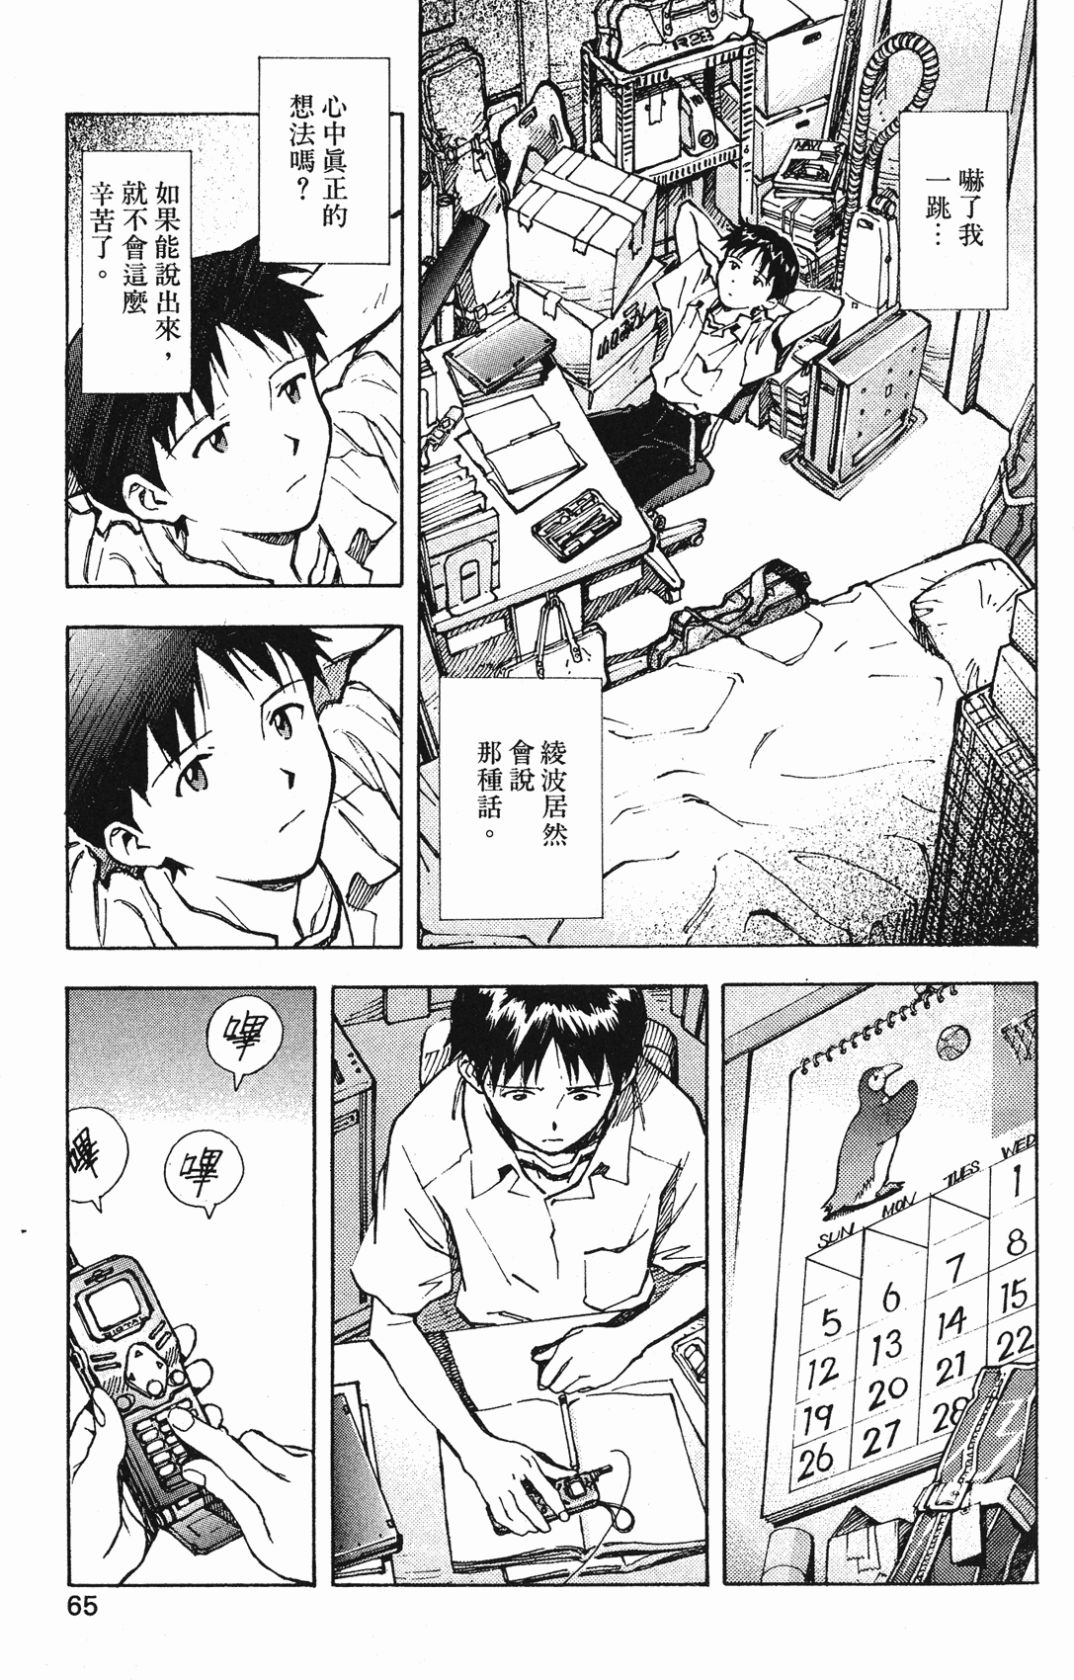 嚇了我
一跳…
綾波居然
會說
那種話。
心中真正的
想法嗎？
如果能說出來，
就不會這麼
辛苦了。
NAVI
SUN MON TUES WED
1
5 6 7 8
12 13 14 15
19 20 21 22
26 27 28
嗶
嗶
嗶
65